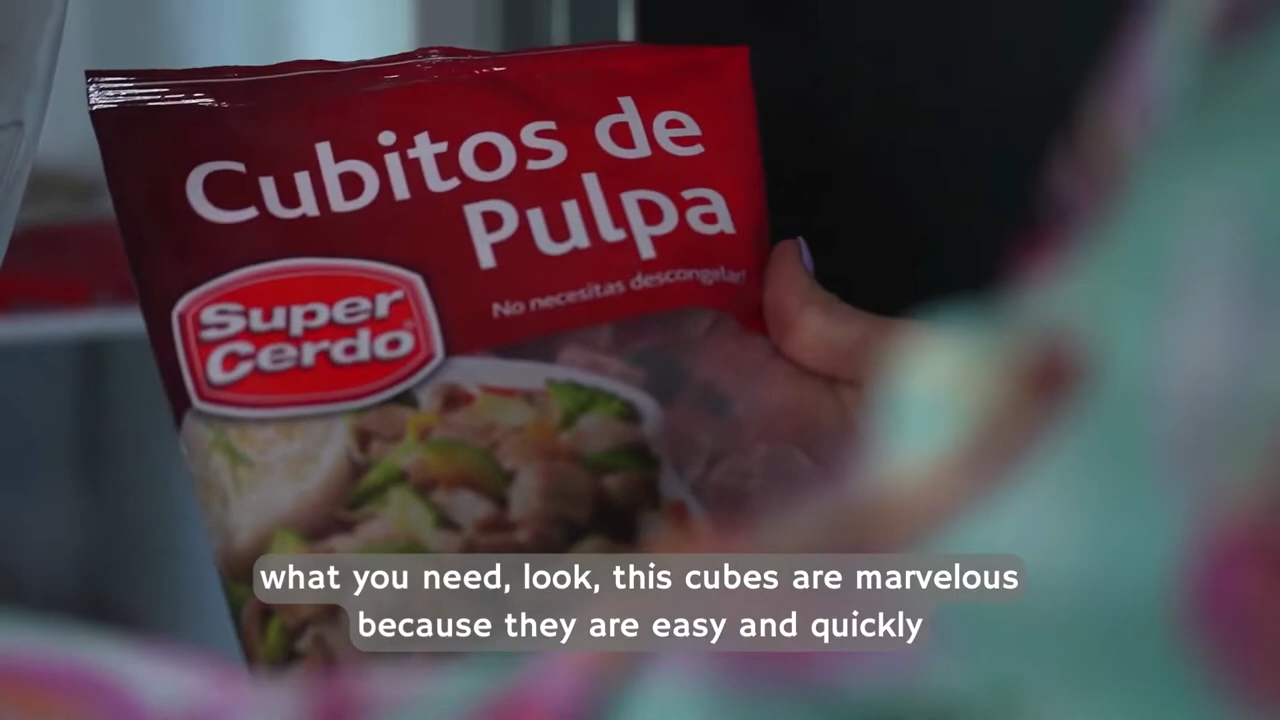 Cubitos de
Pulpa
No necesitas descongelar!
Super
Cerdo
what you need, look, this cubes are marvelous
because they are easy and quickly